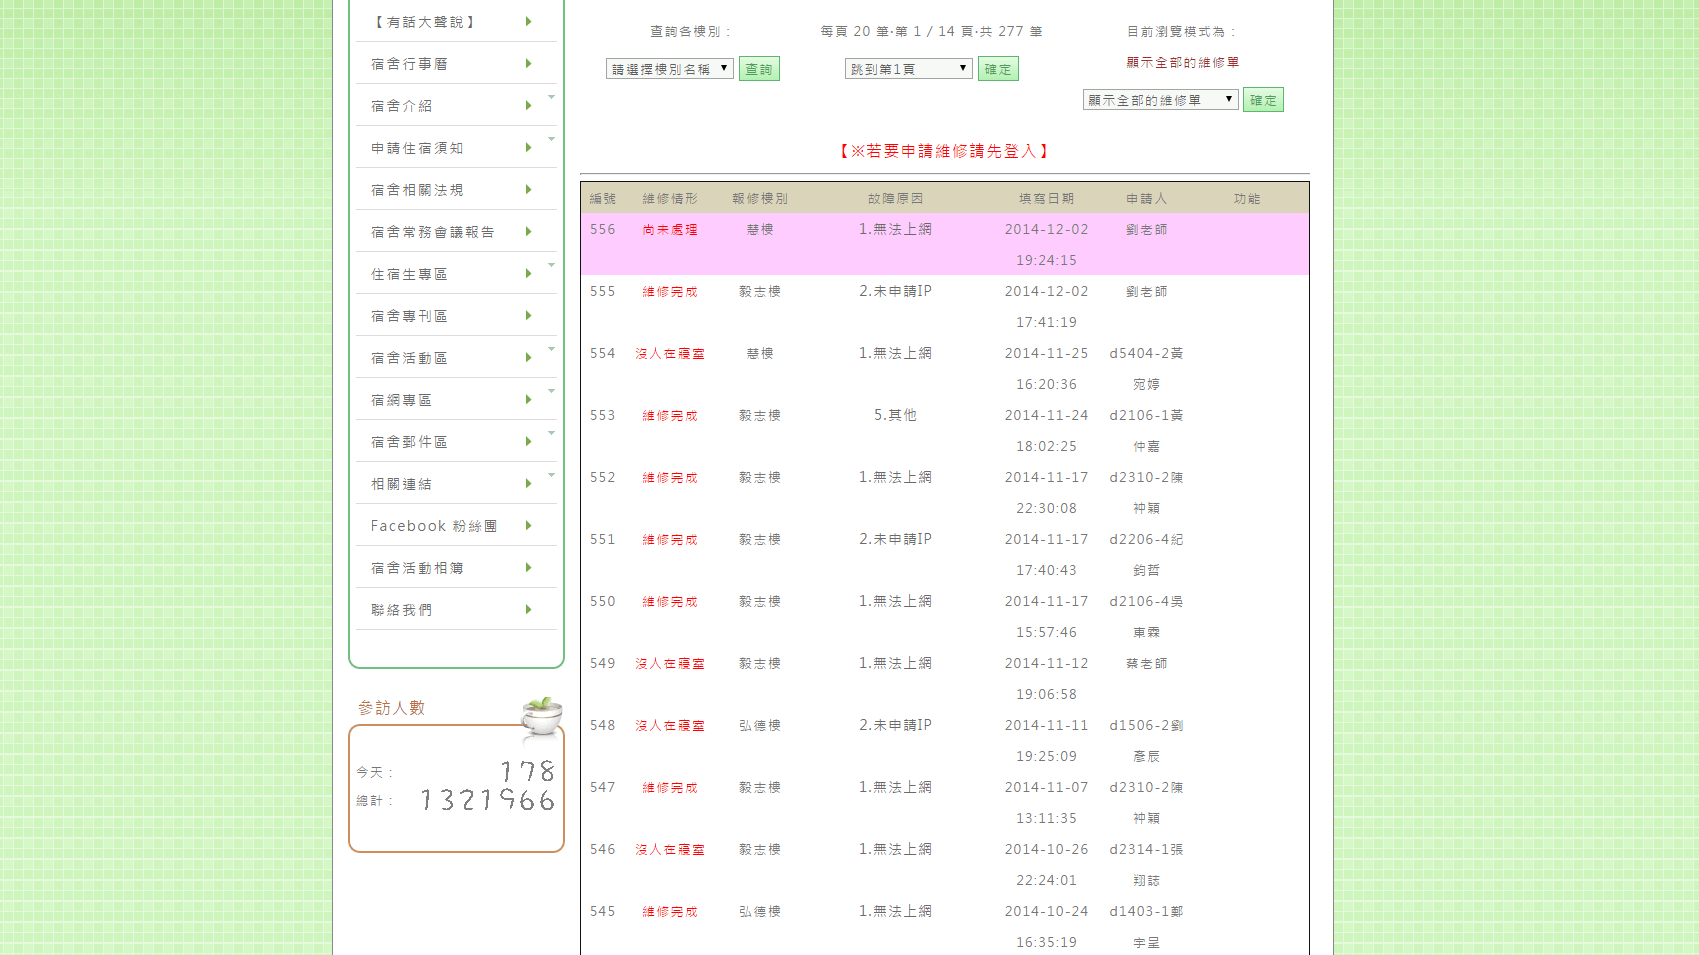 【有話大聲說】
宿舍行事曆
宿舍介紹
申請住宿須知
宿舍相關法規
宿舍常務會議報告
住宿生專區
宿舍專刊區
宿舍活動區
宿網專區
宿舍郵件區
相關連結
Facebook 粉絲團
宿舍活動相簿
聯絡我們
參訪人數
今天：178
總計：1321966
查詢各樓別：
請選擇樓別名稱 查詢
每頁 20 筆‧第 1 / 14 頁‧共 277 筆
跳到第1頁 確定
目前瀏覽模式為：
顯示全部的維修單
顯示全部的維修單 確定
【※若要申請維修請先登入】
編號 維修情形 報修樓別 故障原因 填寫日期 申請人 功能
556 尚未處理 慧樓 1.無法上網 2014-12-02 劉老師
19:24:15
555 維修完成 毅志樓 2.未申請IP 2014-12-02 劉老師
17:41:19
554 沒人在寢室 慧樓 1.無法上網 2014-11-25 d5404-2黃
16:20:36 宛婷
553 維修完成 毅志樓 5.其他 2014-11-24 d2106-1黃
18:02:25 仲嘉
552 維修完成 毅志樓 1.無法上網 2014-11-17 d2310-2陳
22:30:08 神穎
551 維修完成 毅志樓 2.未申請IP 2014-11-17 d2206-4紀
17:40:43 鈞哲
550 維修完成 毅志樓 1.無法上網 2014-11-17 d2106-4吳
15:57:46 東霖
549 沒人在寢室 毅志樓 1.無法上網 2014-11-12 蔡老師
19:06:58
548 沒人在寢室 弘德樓 2.未申請IP 2014-11-11 d1506-2劉
19:25:09 彥辰
547 維修完成 毅志樓 1.無法上網 2014-11-07 d2310-2陳
13:11:35 神穎
546 沒人在寢室 毅志樓 1.無法上網 2014-10-26 d2314-1張
22:24:01 翔誌
545 維修完成 弘德樓 1.無法上網 2014-10-24 d1403-1鄭
16:35:19 宇呈